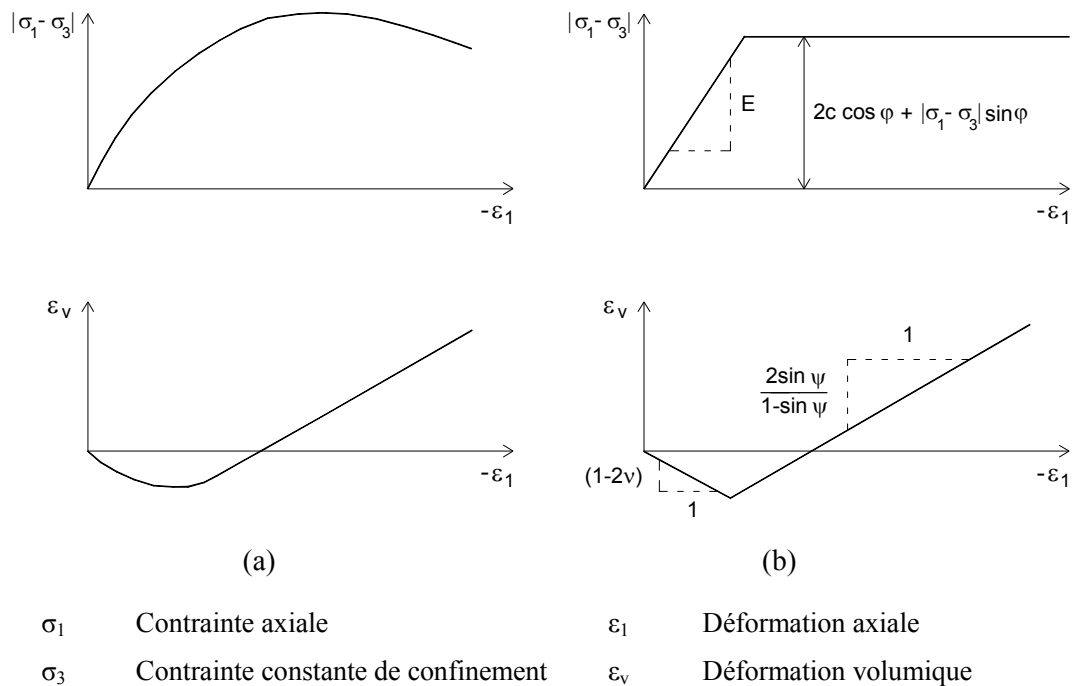 |σ₁- σ₃|
-ε₁
|σ₁- σ₃|
E
2c cos φ + |σ₁- σ₃| sinφ
-ε₁
εᵥ
-ε₁
εᵥ
1
2sin ψ
1-sin ψ
(1-2ν)
1
-ε₁
(a)
(b)
σ₁ Contrainte axiale ε₁ Déformation axiale
σ₃ Contrainte constante de confinement εᵥ Déformation volumique